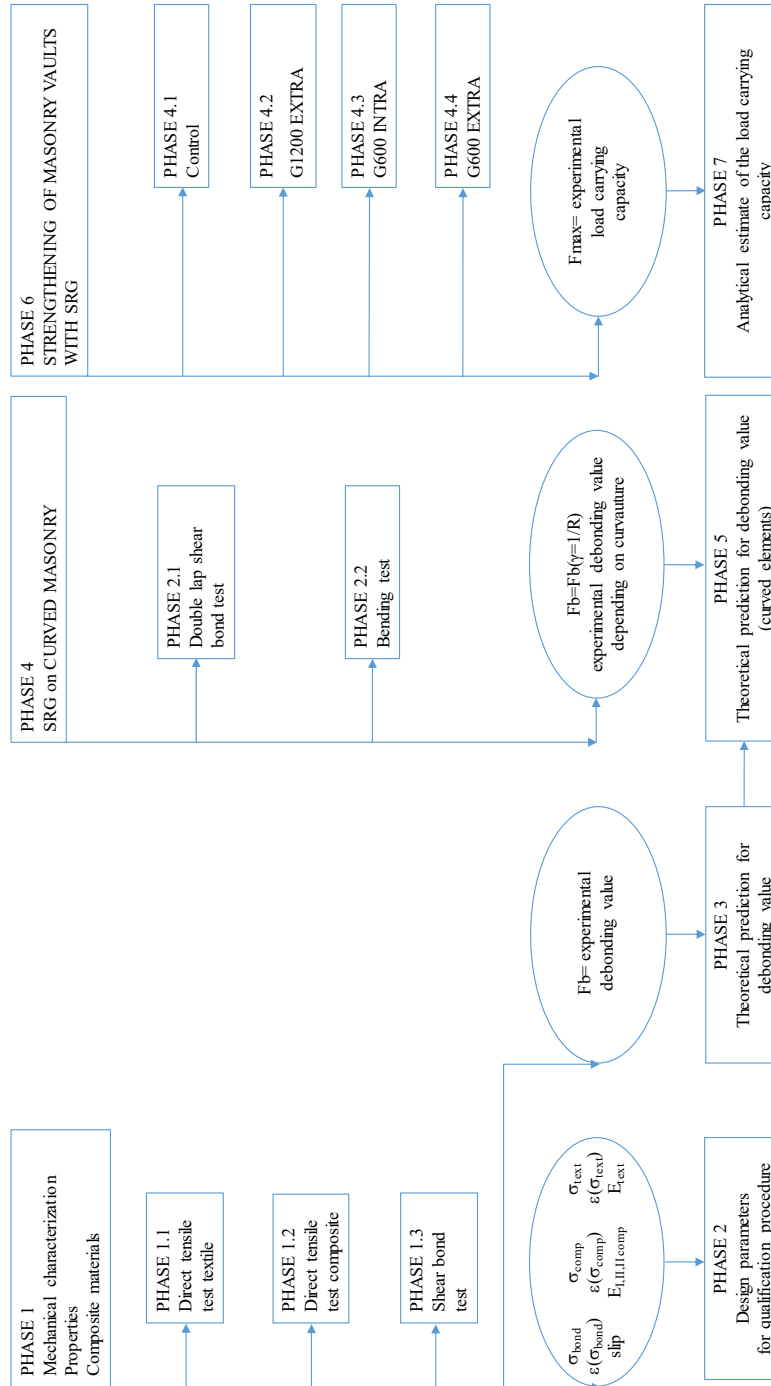 PHASE 1
Mechanical characterization
Properties
Composite materials
PHASE 1.1
Direct tensile
test textile
PHASE 1.2
Direct tensile
test composite
PHASE 1.3
Shear bond
test
σbond
ε(σbond)
slip
σcomp
ε(σcomp)
EI,II,II comp
σtext
ε(σtext)
Etext
PHASE 2
Design parameters
for qualification procedure
Fb= experimental
debonding value
PHASE 3
Theoretical prediction for
debonding value
PHASE 4
SRG on CURVED MASONRY
PHASE 2.1
Double lap shear
bond test
PHASE 2.2
Bending test
Fb=Fb(γ=1/R)
experimental debonding value
depending on curvauture
PHASE 5
Theoretical prediction for debonding value
(curved elements)
PHASE 6
STRENGTHENING OF MASONRY VAULTS
WITH SRG
PHASE 4.1
Control
PHASE 4.2
G1200 EXTRA
PHASE 4.3
G600 INTRA
PHASE 4.4
G600 EXTRA
Fmax= experimental
load carrying
capacity
PHASE 7
Analytical estimate of the load carrying
capacity